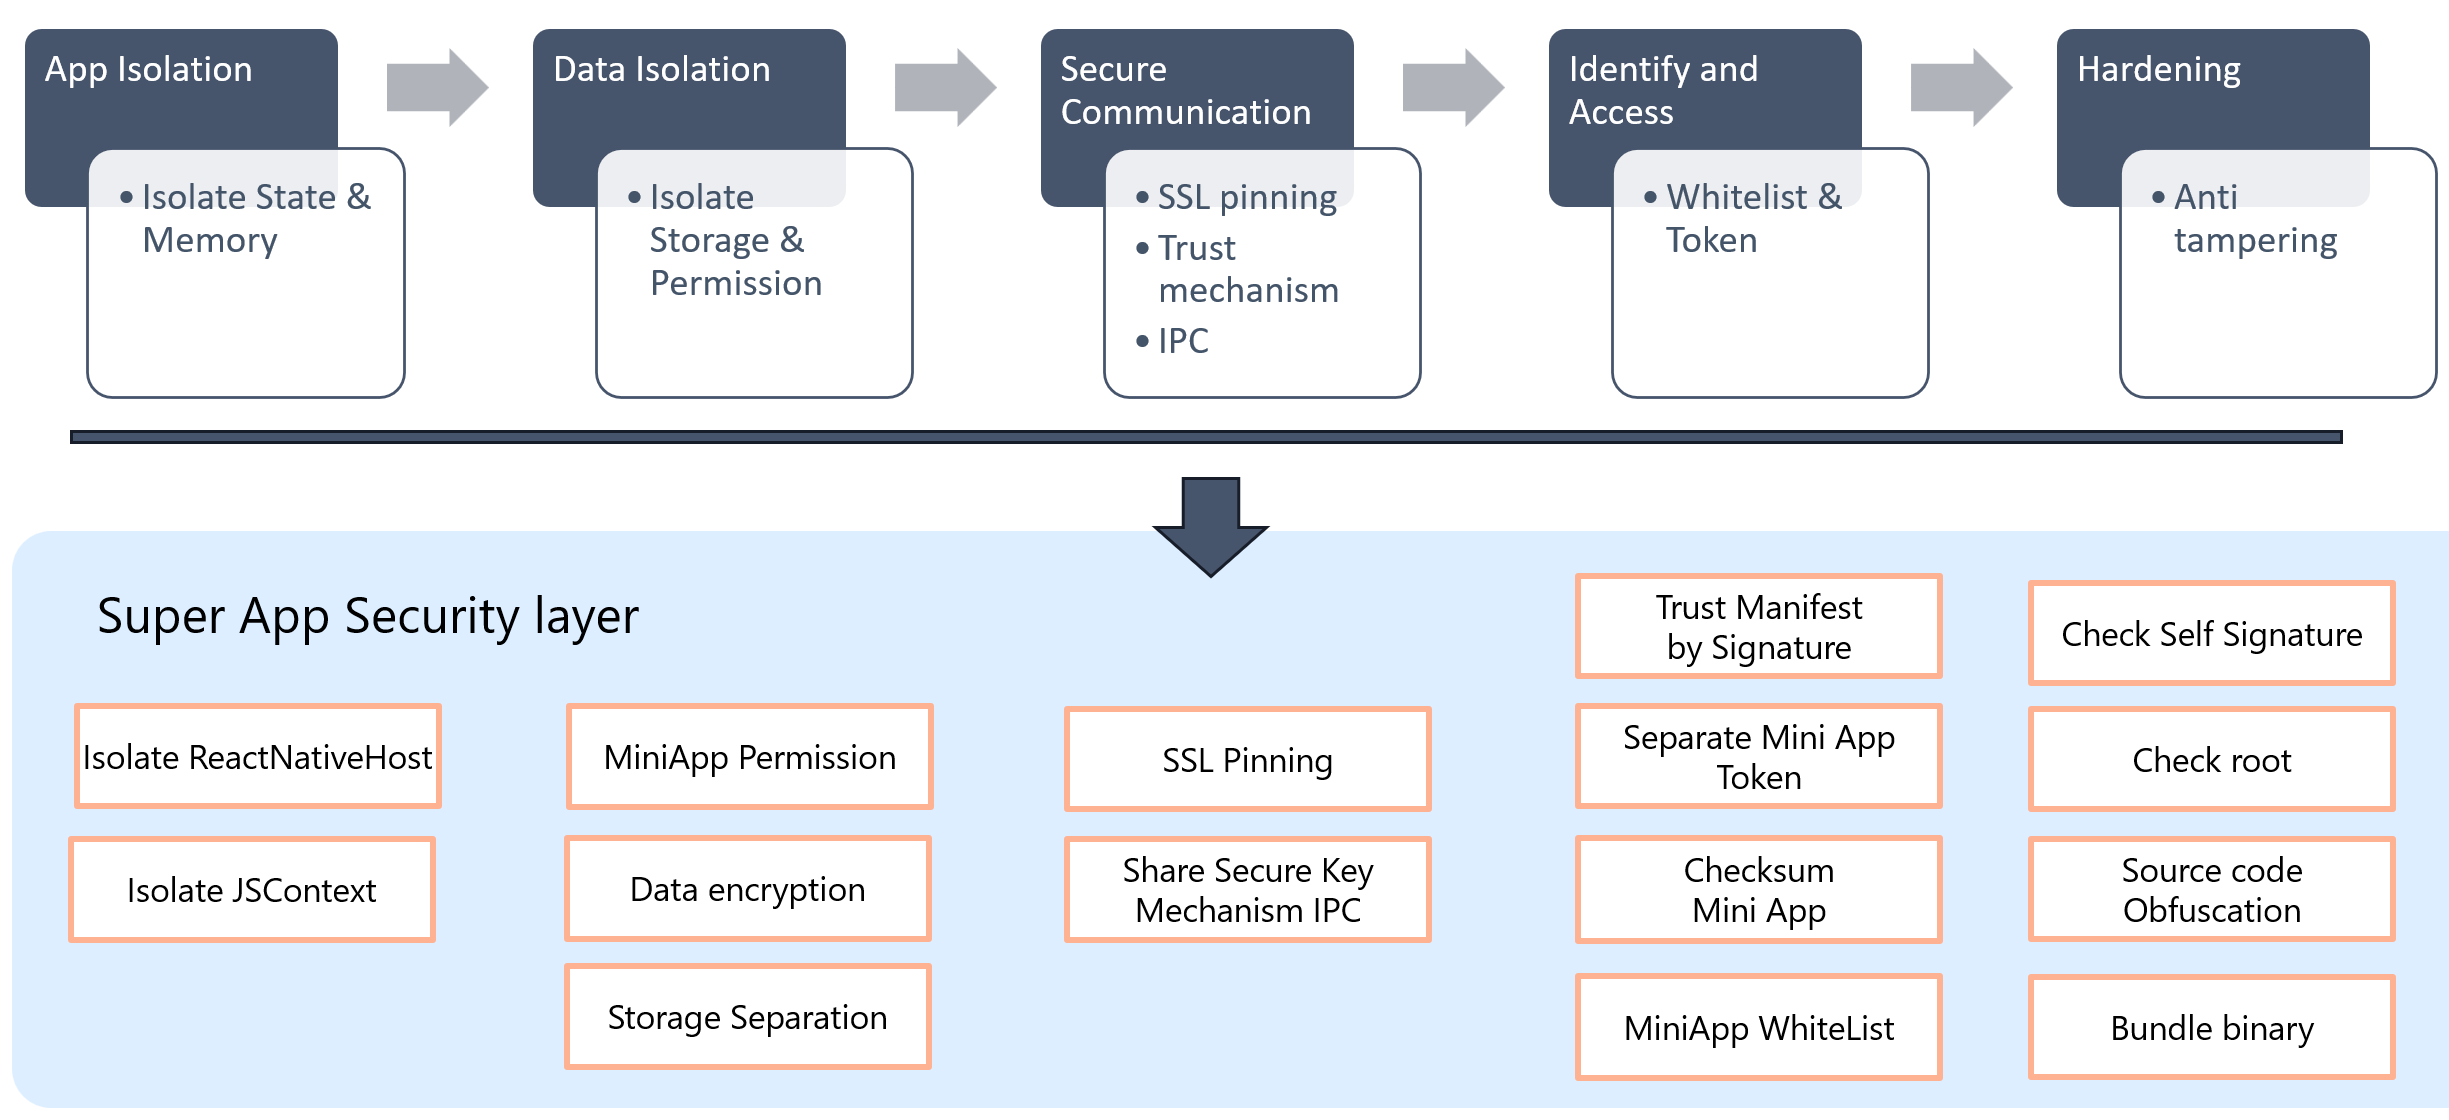 App Isolation
• Isolate State &
Memory
Data Isolation
• Isolate
Storage &
Permission
Secure
Communication
• SSL pinning
• Trust
mechanism
• IPC
Identify and
Access
• Whitelist &
Token
Hardening
• Anti
tampering
Super App Security layer
Isolate ReactNativeHost
Isolate JSContext
MiniApp Permission
Data encryption
Storage Separation
SSL Pinning
Share Secure Key
Mechanism IPC
Trust Manifest
by Signature
Separate Mini App
Token
Checksum
Mini App
MiniApp WhiteList
Check Self Signature
Check root
Source code
Obfuscation
Bundle binary